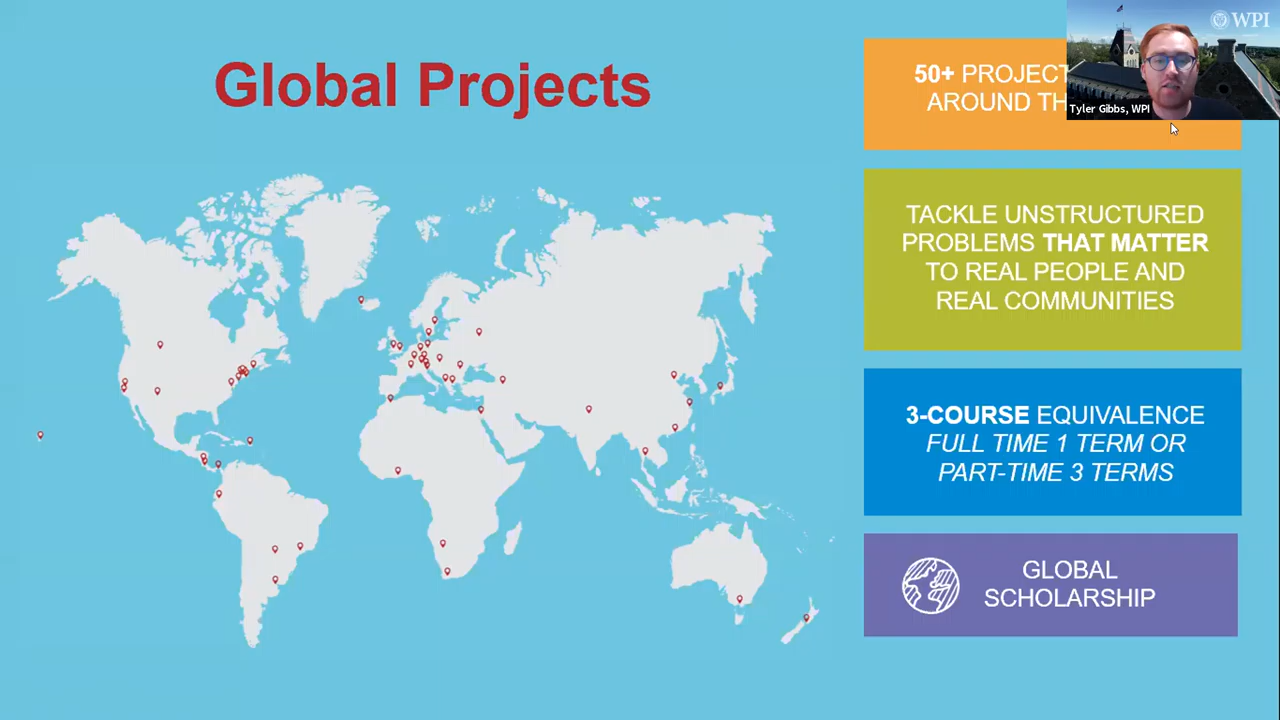 Global Projects
WPI
Tyler Gibbs, WPI
50+ PROJECT
AROUND TH
TACKLE UNSTRUCTURED
PROBLEMS THAT MATTER
TO REAL PEOPLE AND
REAL COMMUNITIES
3-COURSE EQUIVALENCE
FULL TIME 1 TERM OR
PART-TIME 3 TERMS
GLOBAL
SCHOLARSHIP